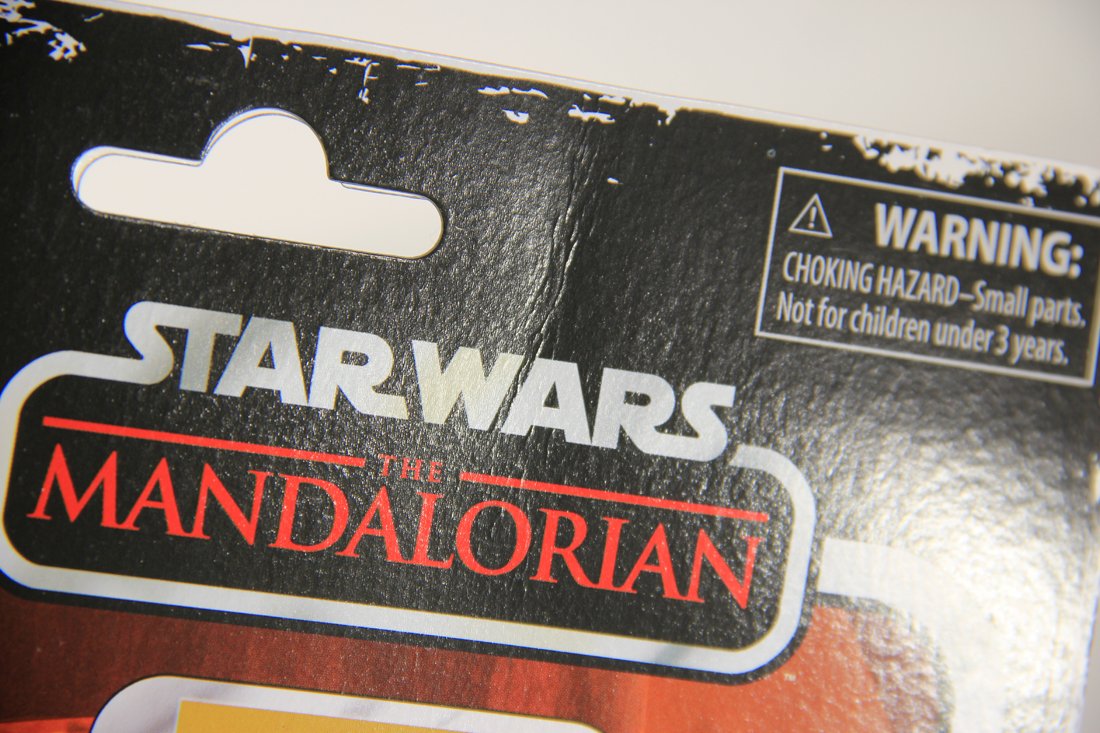 WARNING:
CHOKING HAZARD–Small parts.
Not for children under 3 years.
STAR WARS
THE
MANDALORIAN